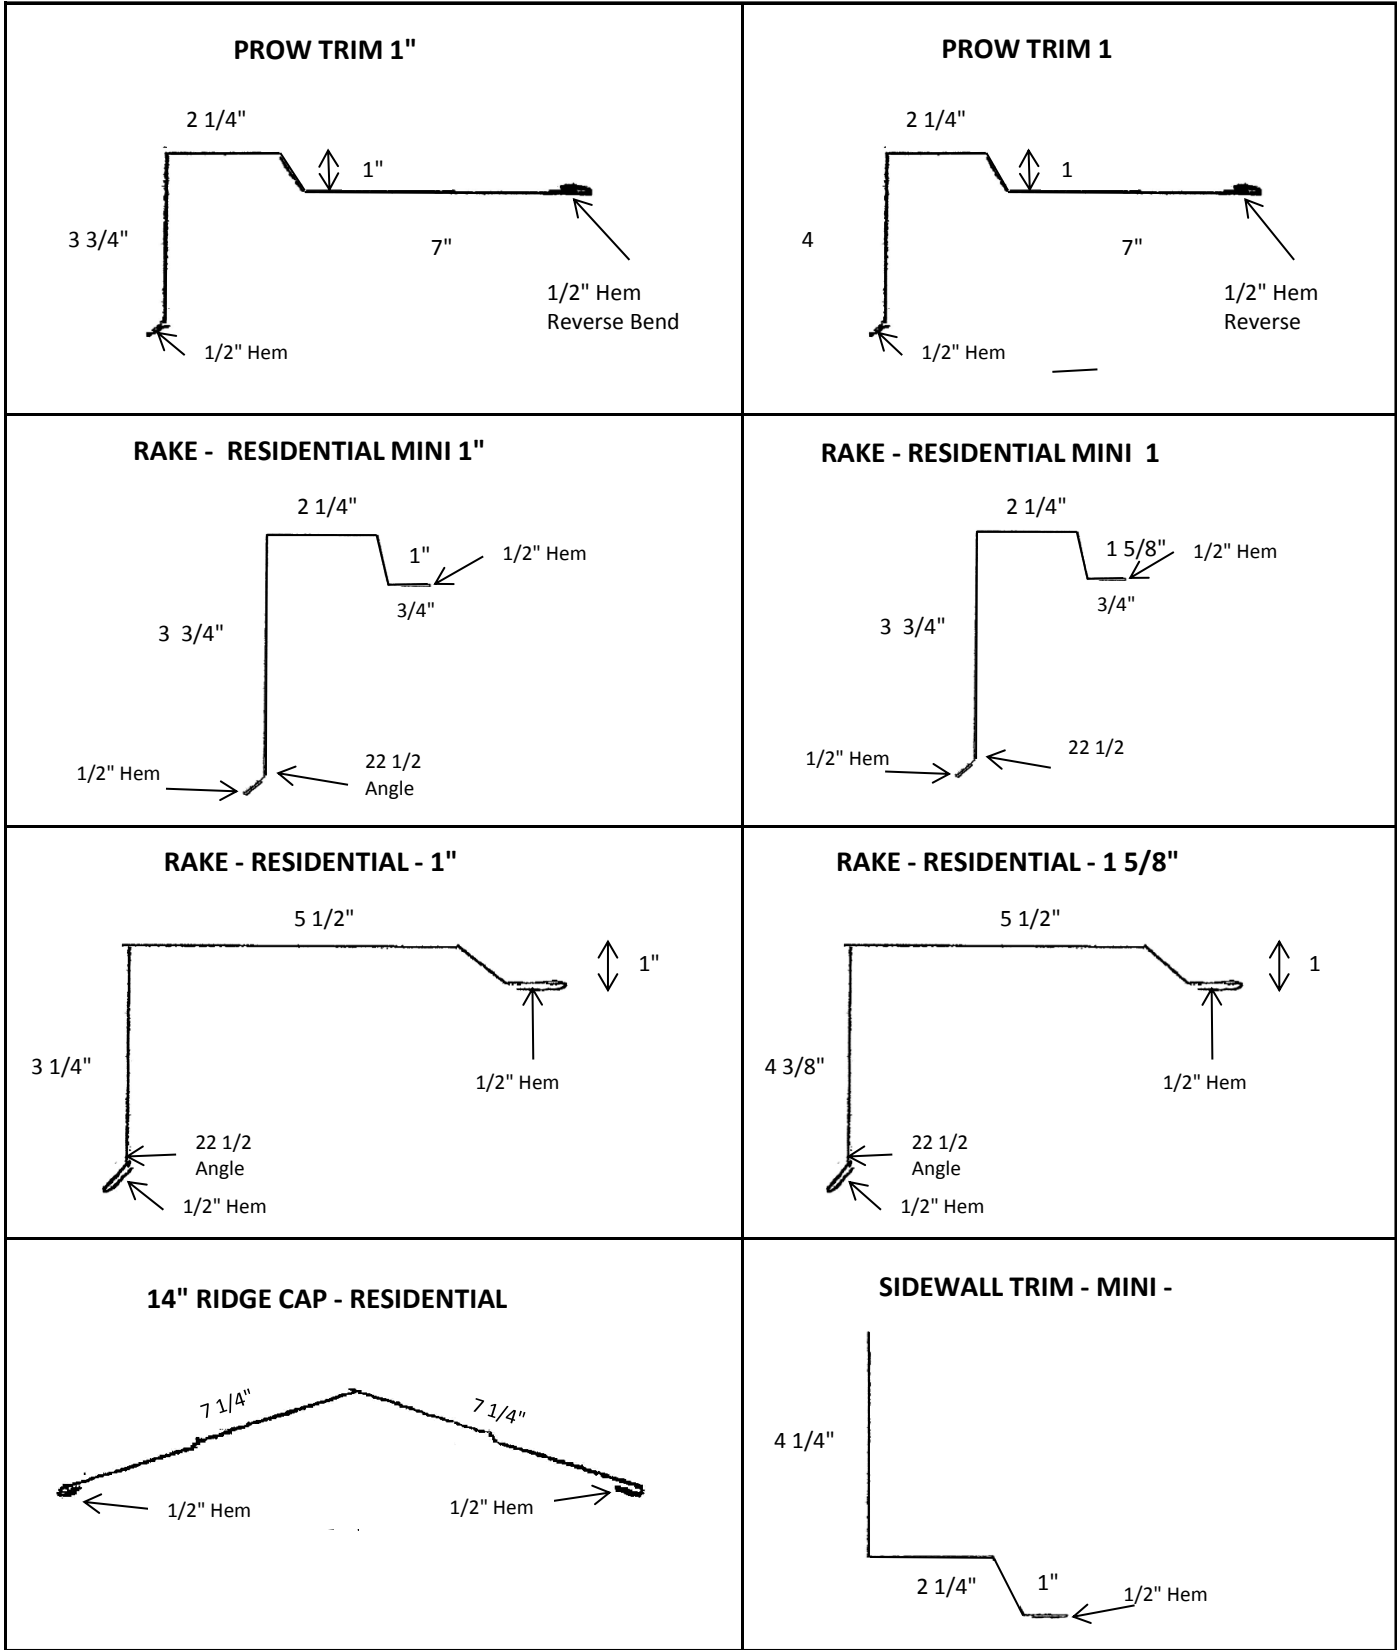 PROW TRIM 1"
2 1/4"
1"
3 3/4"
7"
1/2" Hem
Reverse Bend
1/2" Hem
PROW TRIM 1
2 1/4"
1
4
7"
1/2" Hem
Reverse
1/2" Hem
RAKE - RESIDENTIAL MINI 1"
2 1/4"
1"
1/2" Hem
3/4"
3 3/4"
22 1/2
Angle
1/2" Hem
RAKE - RESIDENTIAL MINI 1
2 1/4"
1 5/8"
1/2" Hem
3/4"
3 3/4"
22 1/2
1/2" Hem
RAKE - RESIDENTIAL - 1"
5 1/2"
1"
3 1/4"
1/2" Hem
22 1/2
Angle
1/2" Hem
RAKE - RESIDENTIAL - 1 5/8"
5 1/2"
1
4 3/8"
1/2" Hem
22 1/2
Angle
1/2" Hem
14" RIDGE CAP - RESIDENTIAL
7 1/4"
7 1/4"
1/2" Hem
1/2" Hem
SIDEWALL TRIM - MINI -
4 1/4"
2 1/4"
1"
1/2" Hem